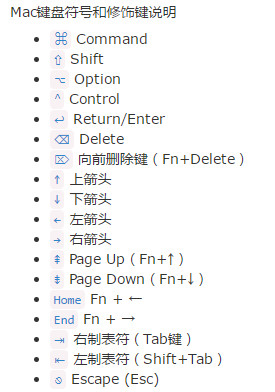 Mac键盘符号和修饰键说明
⌘ Command
⇧ Shift
⌥ Option
⌃ Control
↩ Return/Enter
⌫ Delete
⌦ 向前删除键（Fn+Delete）
↑ 上箭头
↓ 下箭头
← 左箭头
→ 右箭头
⇞ Page Up（Fn+↑）
⇟ Page Down（Fn+↓）
Home Fn + ←
End Fn + →
⇥ 右制表符（Tab键）
⇤ 左制表符（Shift+Tab）
⎋ Escape (Esc)